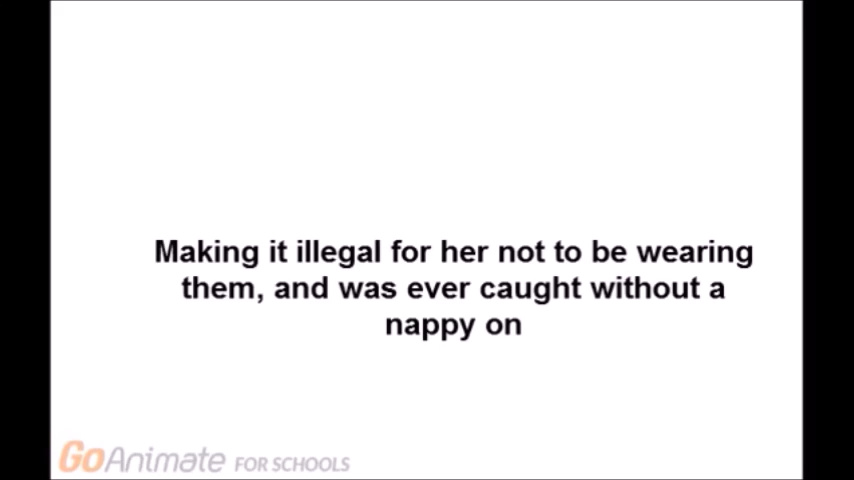 Making it illegal for her not to be wearing
them, and was ever caught without a
nappy on
GoAnimate FOR SCHOOLS